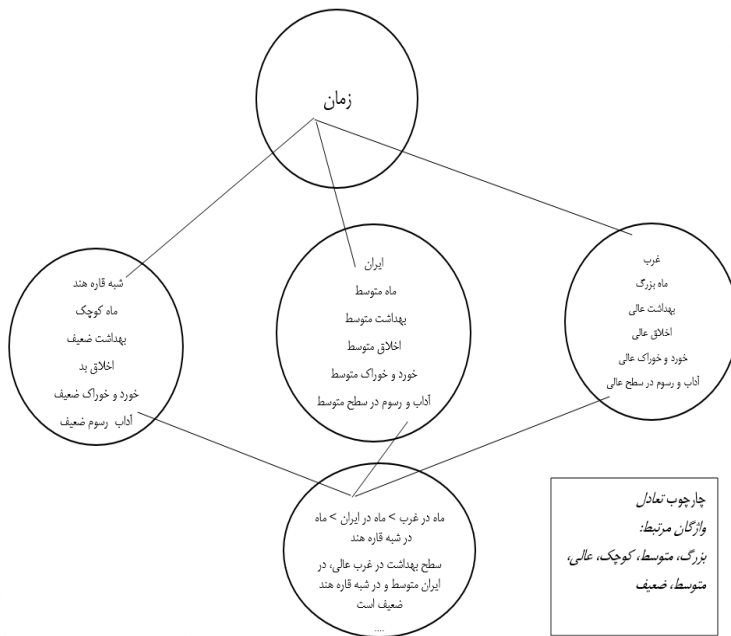 زمان
شبه قاره هند
ماه کوچک
بهداشت ضعیف
اخلاق بد
خورد و خوراک ضعیف
آداب رسوم ضعیف
ایران
ماه متوسط
بهداشت متوسط
اخلاق متوسط
خورد و خوراک متوسط
آداب و رسوم در سطح متوسط
غرب
ماه بزرگ
بهداشت عالی
اخلاق عالی
خورد و خوراک عالی
آداب و رسوم در سطح عالی
ماه در غرب > ماه در ایران > ماه
در شبه قاره هند
سطح بهداشت در غرب عالی، در
ایران متوسط و در شبه قاره هند
ضعیف است
....
چارچوب تعادل
واژگان مرتبط:
بزرگ، متوسط، کوچک، عالی،
متوسط، ضعیف